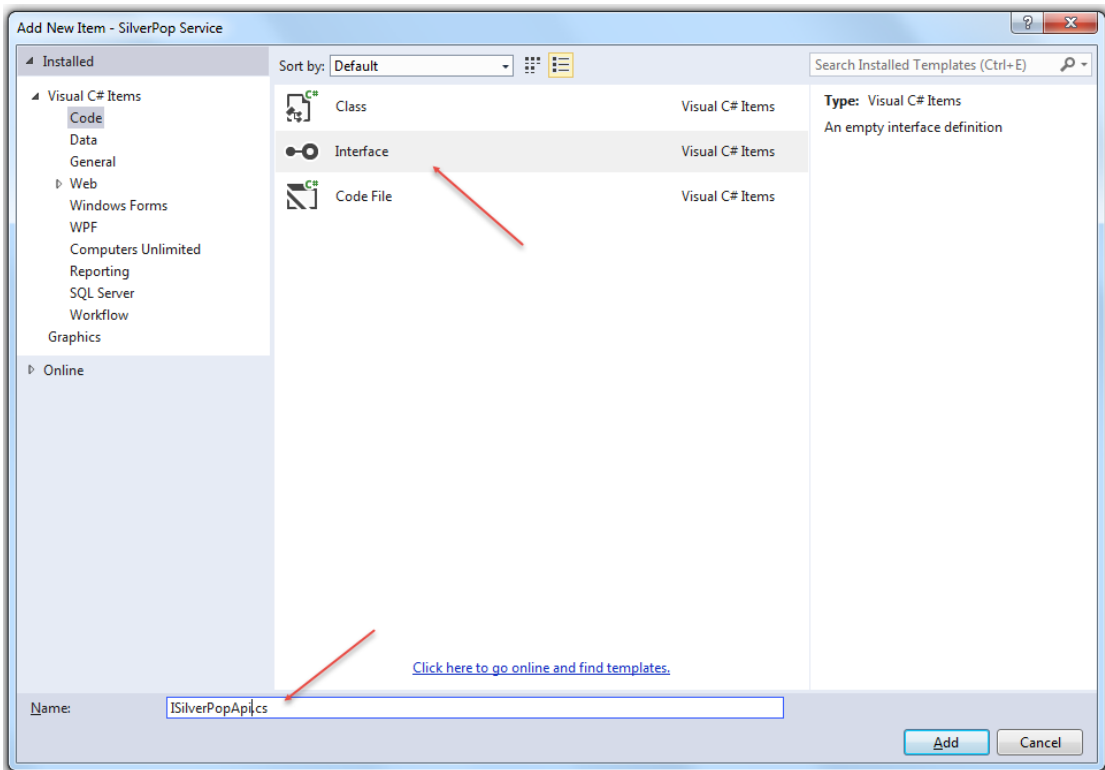 Add New Item - SilverPop Service
Installed
Visual C# Items
Code
Data
General
Web
Windows Forms
WPF
Computers Unlimited
Reporting
SQL Server
Workflow
Graphics
Online
Sort by: Default
Search Installed Templates (Ctrl+E)
C# Class Visual C# Items
Interface Visual C# Items
C# Code File Visual C# Items
Click here to go online and find templates.
Type: Visual C# Items
An empty interface definition
Name: ISilverPopApi.cs
Add Cancel